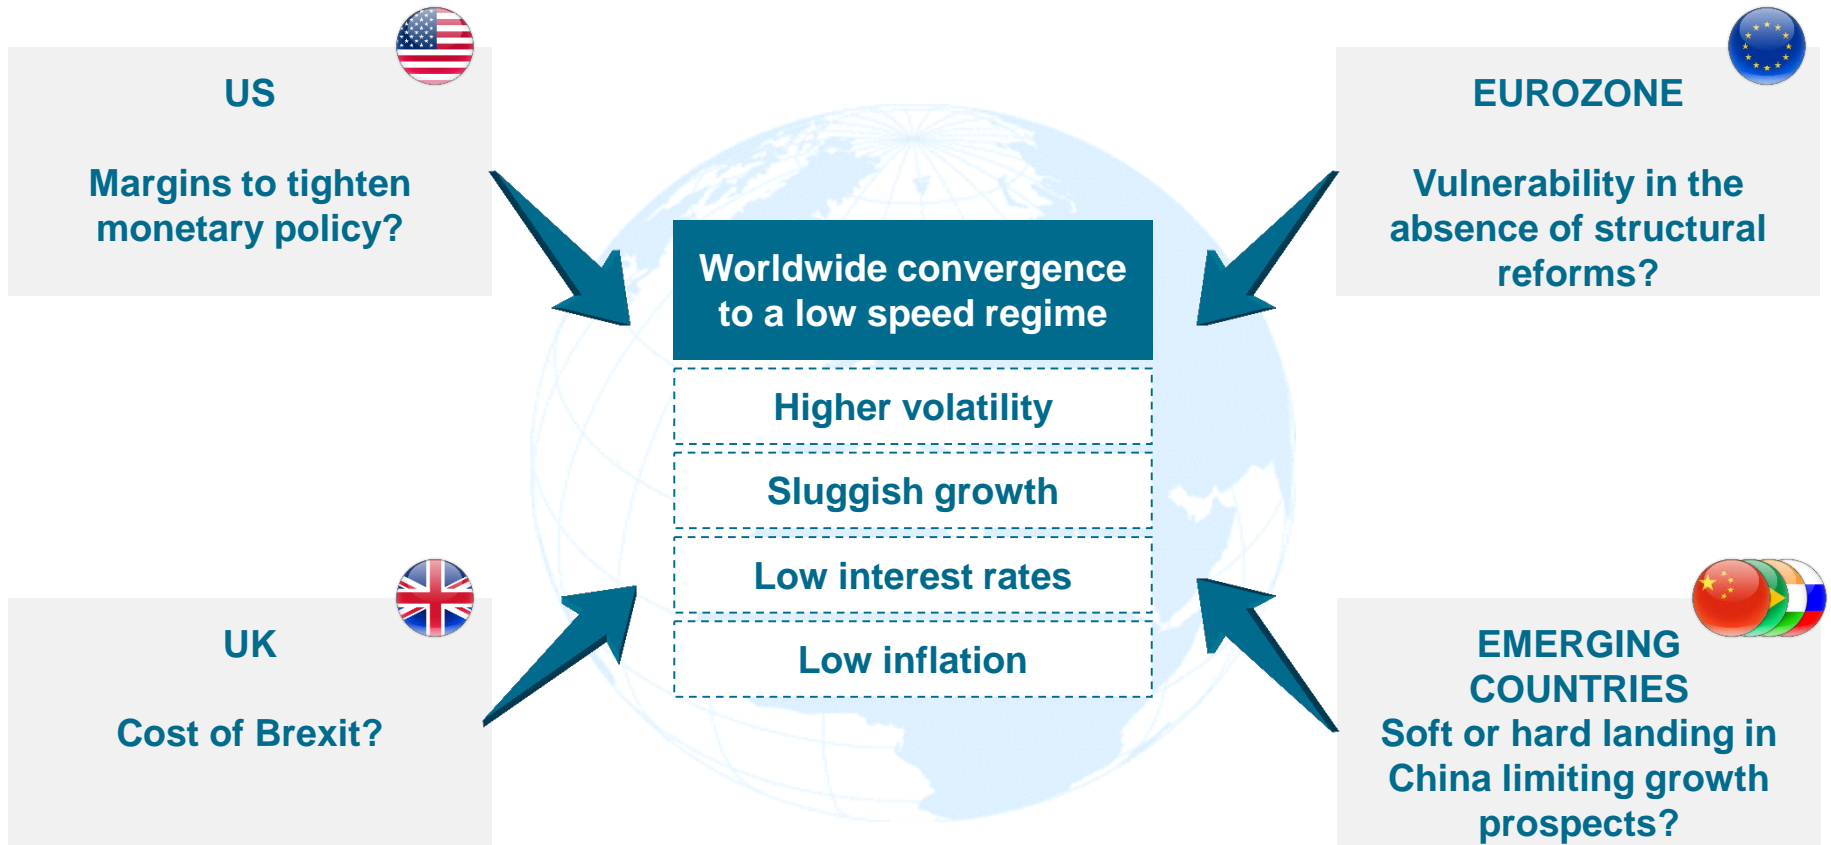 US
Margins to tighten
monetary policy?
EUROZONE
Vulnerability in the
absence of structural
reforms?
Worldwide convergence
to a low speed regime
Higher volatility
Sluggish growth
Low interest rates
Low inflation
UK
Cost of Brexit?
EMERGING
COUNTRIES
Soft or hard landing in
China limiting growth
prospects?